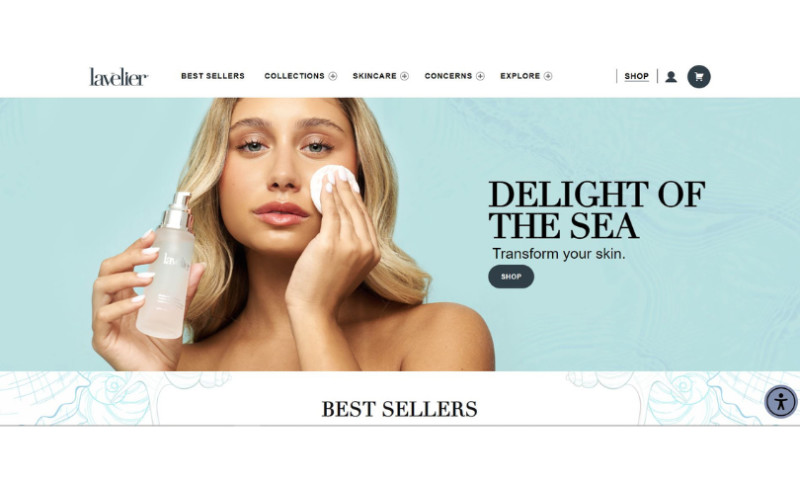 lavelier
BEST SELLERS
COLLECTIONS
SKINCARE
CONCERNS
EXPLORE
SHOP
lavelier
DELIGHT OF
THE SEA
Transform your skin.
SHOP
BEST SELLERS